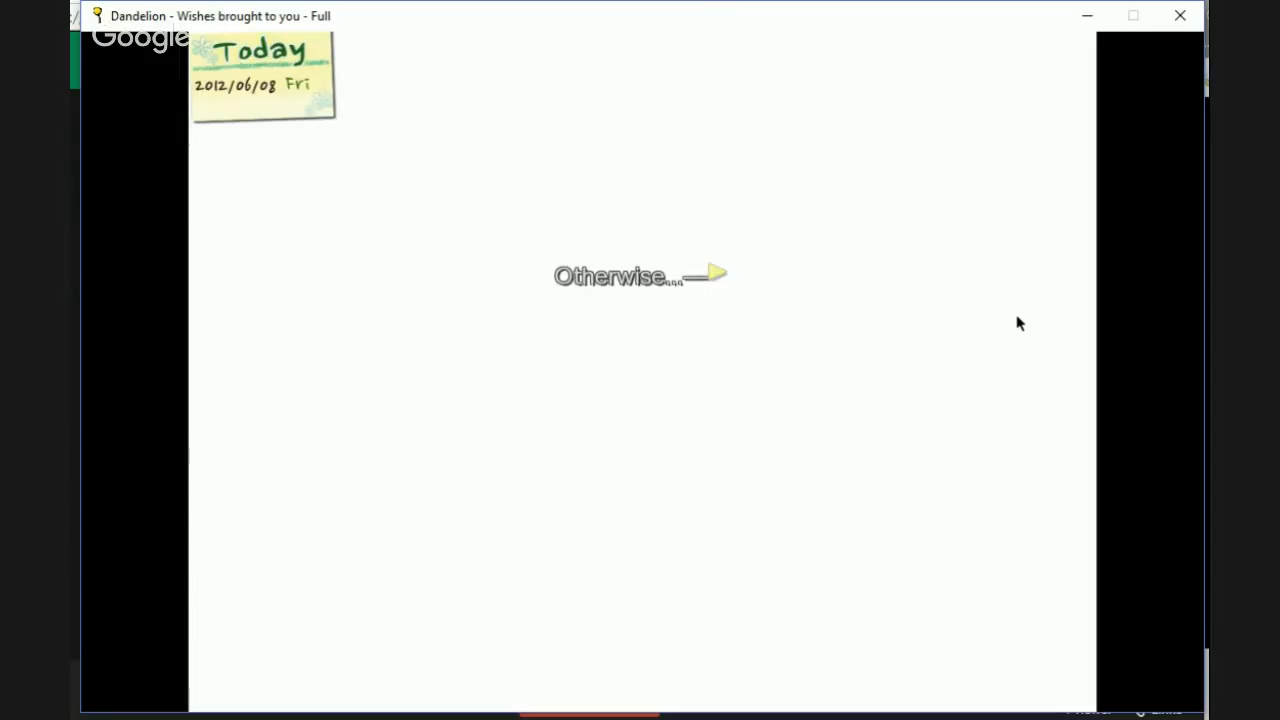 Dandelion - Wishes brought to you - Full
Google
Today
2012/06/08 Fri
Otherwise...—